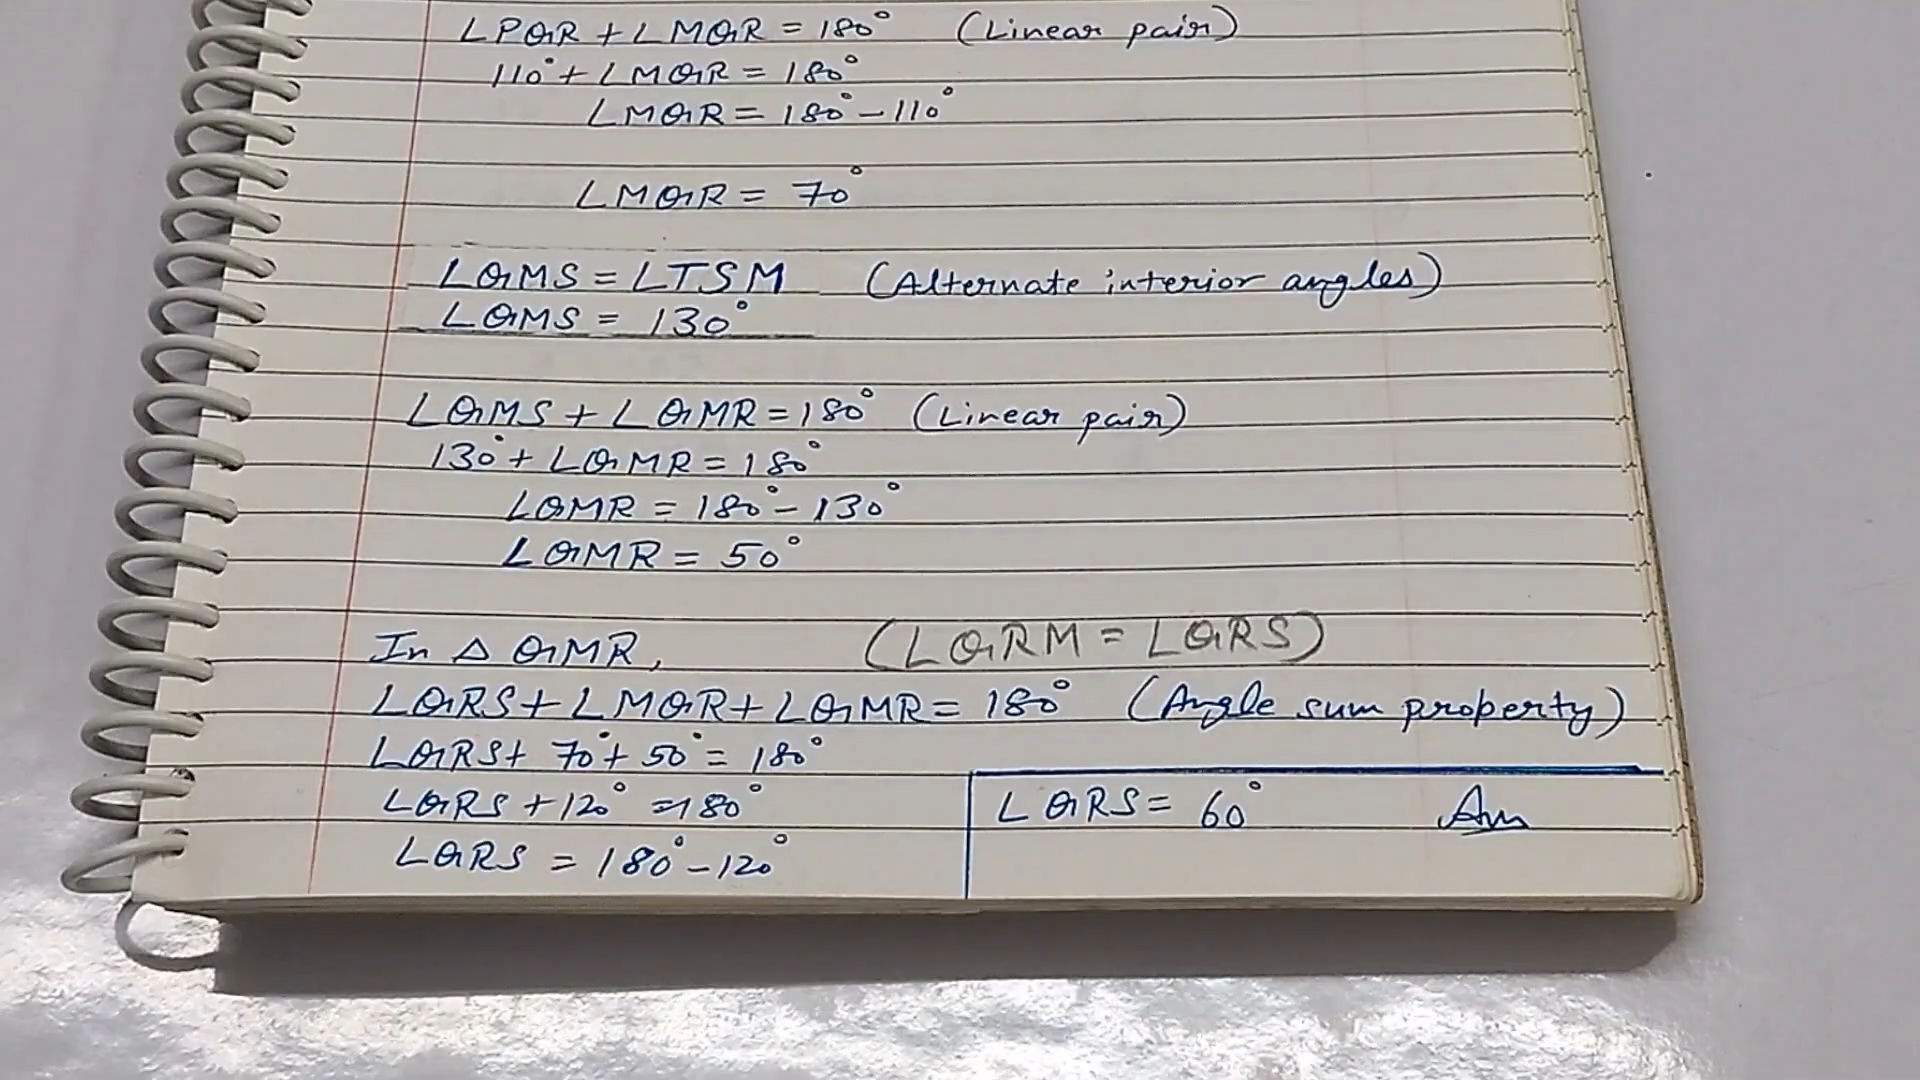 ∠PQR + ∠MQR = 180° (Linear pair)
110° + ∠MQR = 180°
∠MQR = 180° - 110°
∠MQR = 70°
∠QMS = ∠TSM (Alternate interior angles)
∠QMS = 130°
∠QMS + ∠QMR = 180° (Linear pair)
130° + ∠QMR = 180°
∠QMR = 180° - 130°
∠QMR = 50°
In △ QMR, (∠QRM = ∠QRS)
∠QRS + ∠MQR + ∠QMR = 180° (Angle sum property)
∠QRS + 70° + 50° = 180°
∠QRS + 120° = 180°
∠QRS = 180° - 120°
∠QRS = 60° Ans